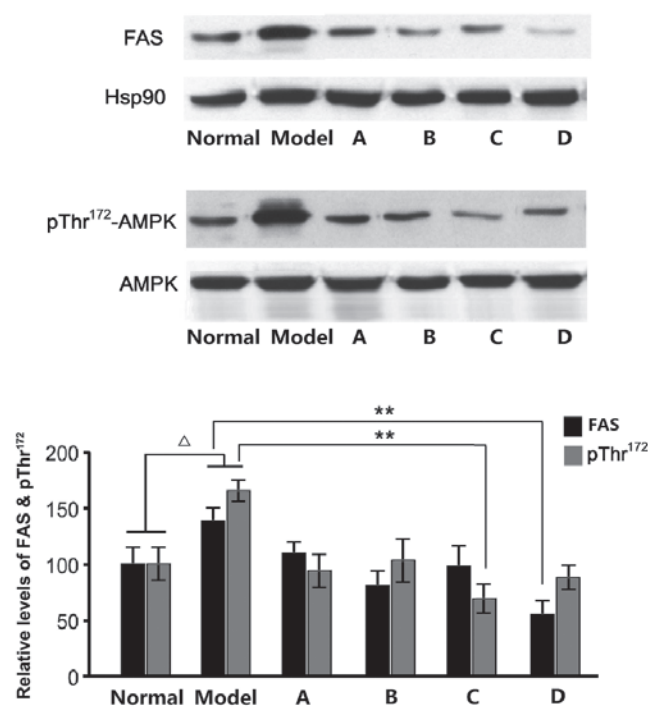 FAS
Hsp90
Normal Model A B C D
pThr¹⁷²-AMPK
AMPK
Normal Model A B C D
** FAS
** pThr¹⁷²
△
Relative levels of FAS & pThr¹⁷²
200
150
100
50
0
Normal Model A B C D